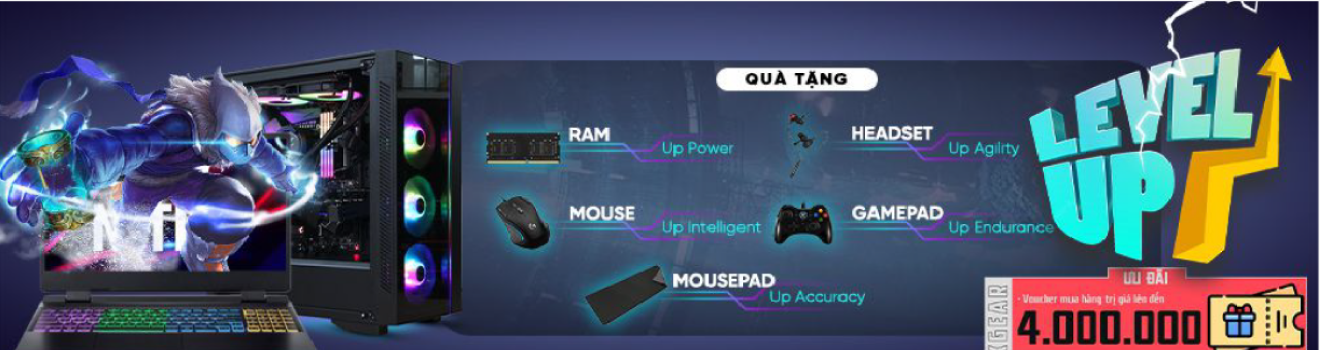 QUÀ TẶNG
RAM
Up Power
HEADSET
Up Agility
MOUSE
Up Intelligent
GAMEPAD
Up Endurance
MOUSEPAD
Up Accuracy
LEVEL
UP
ƯU ĐÃI
- Voucher mua hàng trị giá lên đến
4.000.000
GEAR